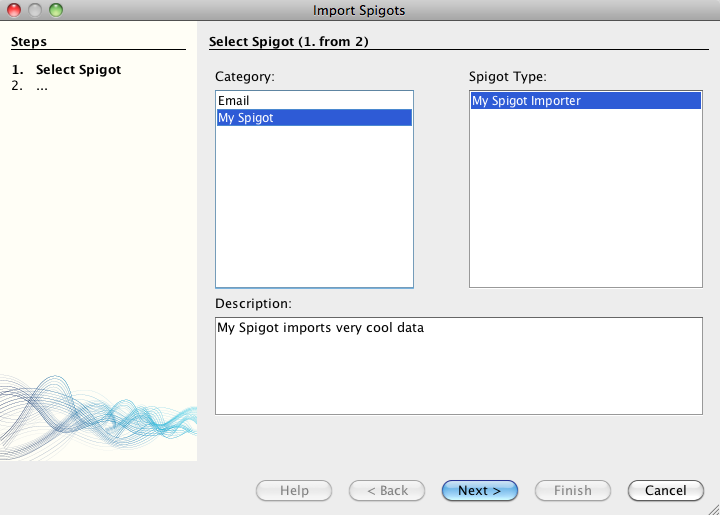 Import Spigots
Steps
1. Select Spigot
2. ...
Select Spigot (1. from 2)
Category:
Email
My Spigot
Spigot Type:
My Spigot Importer
Description:
My Spigot imports very cool data
Help
< Back
Next >
Finish
Cancel